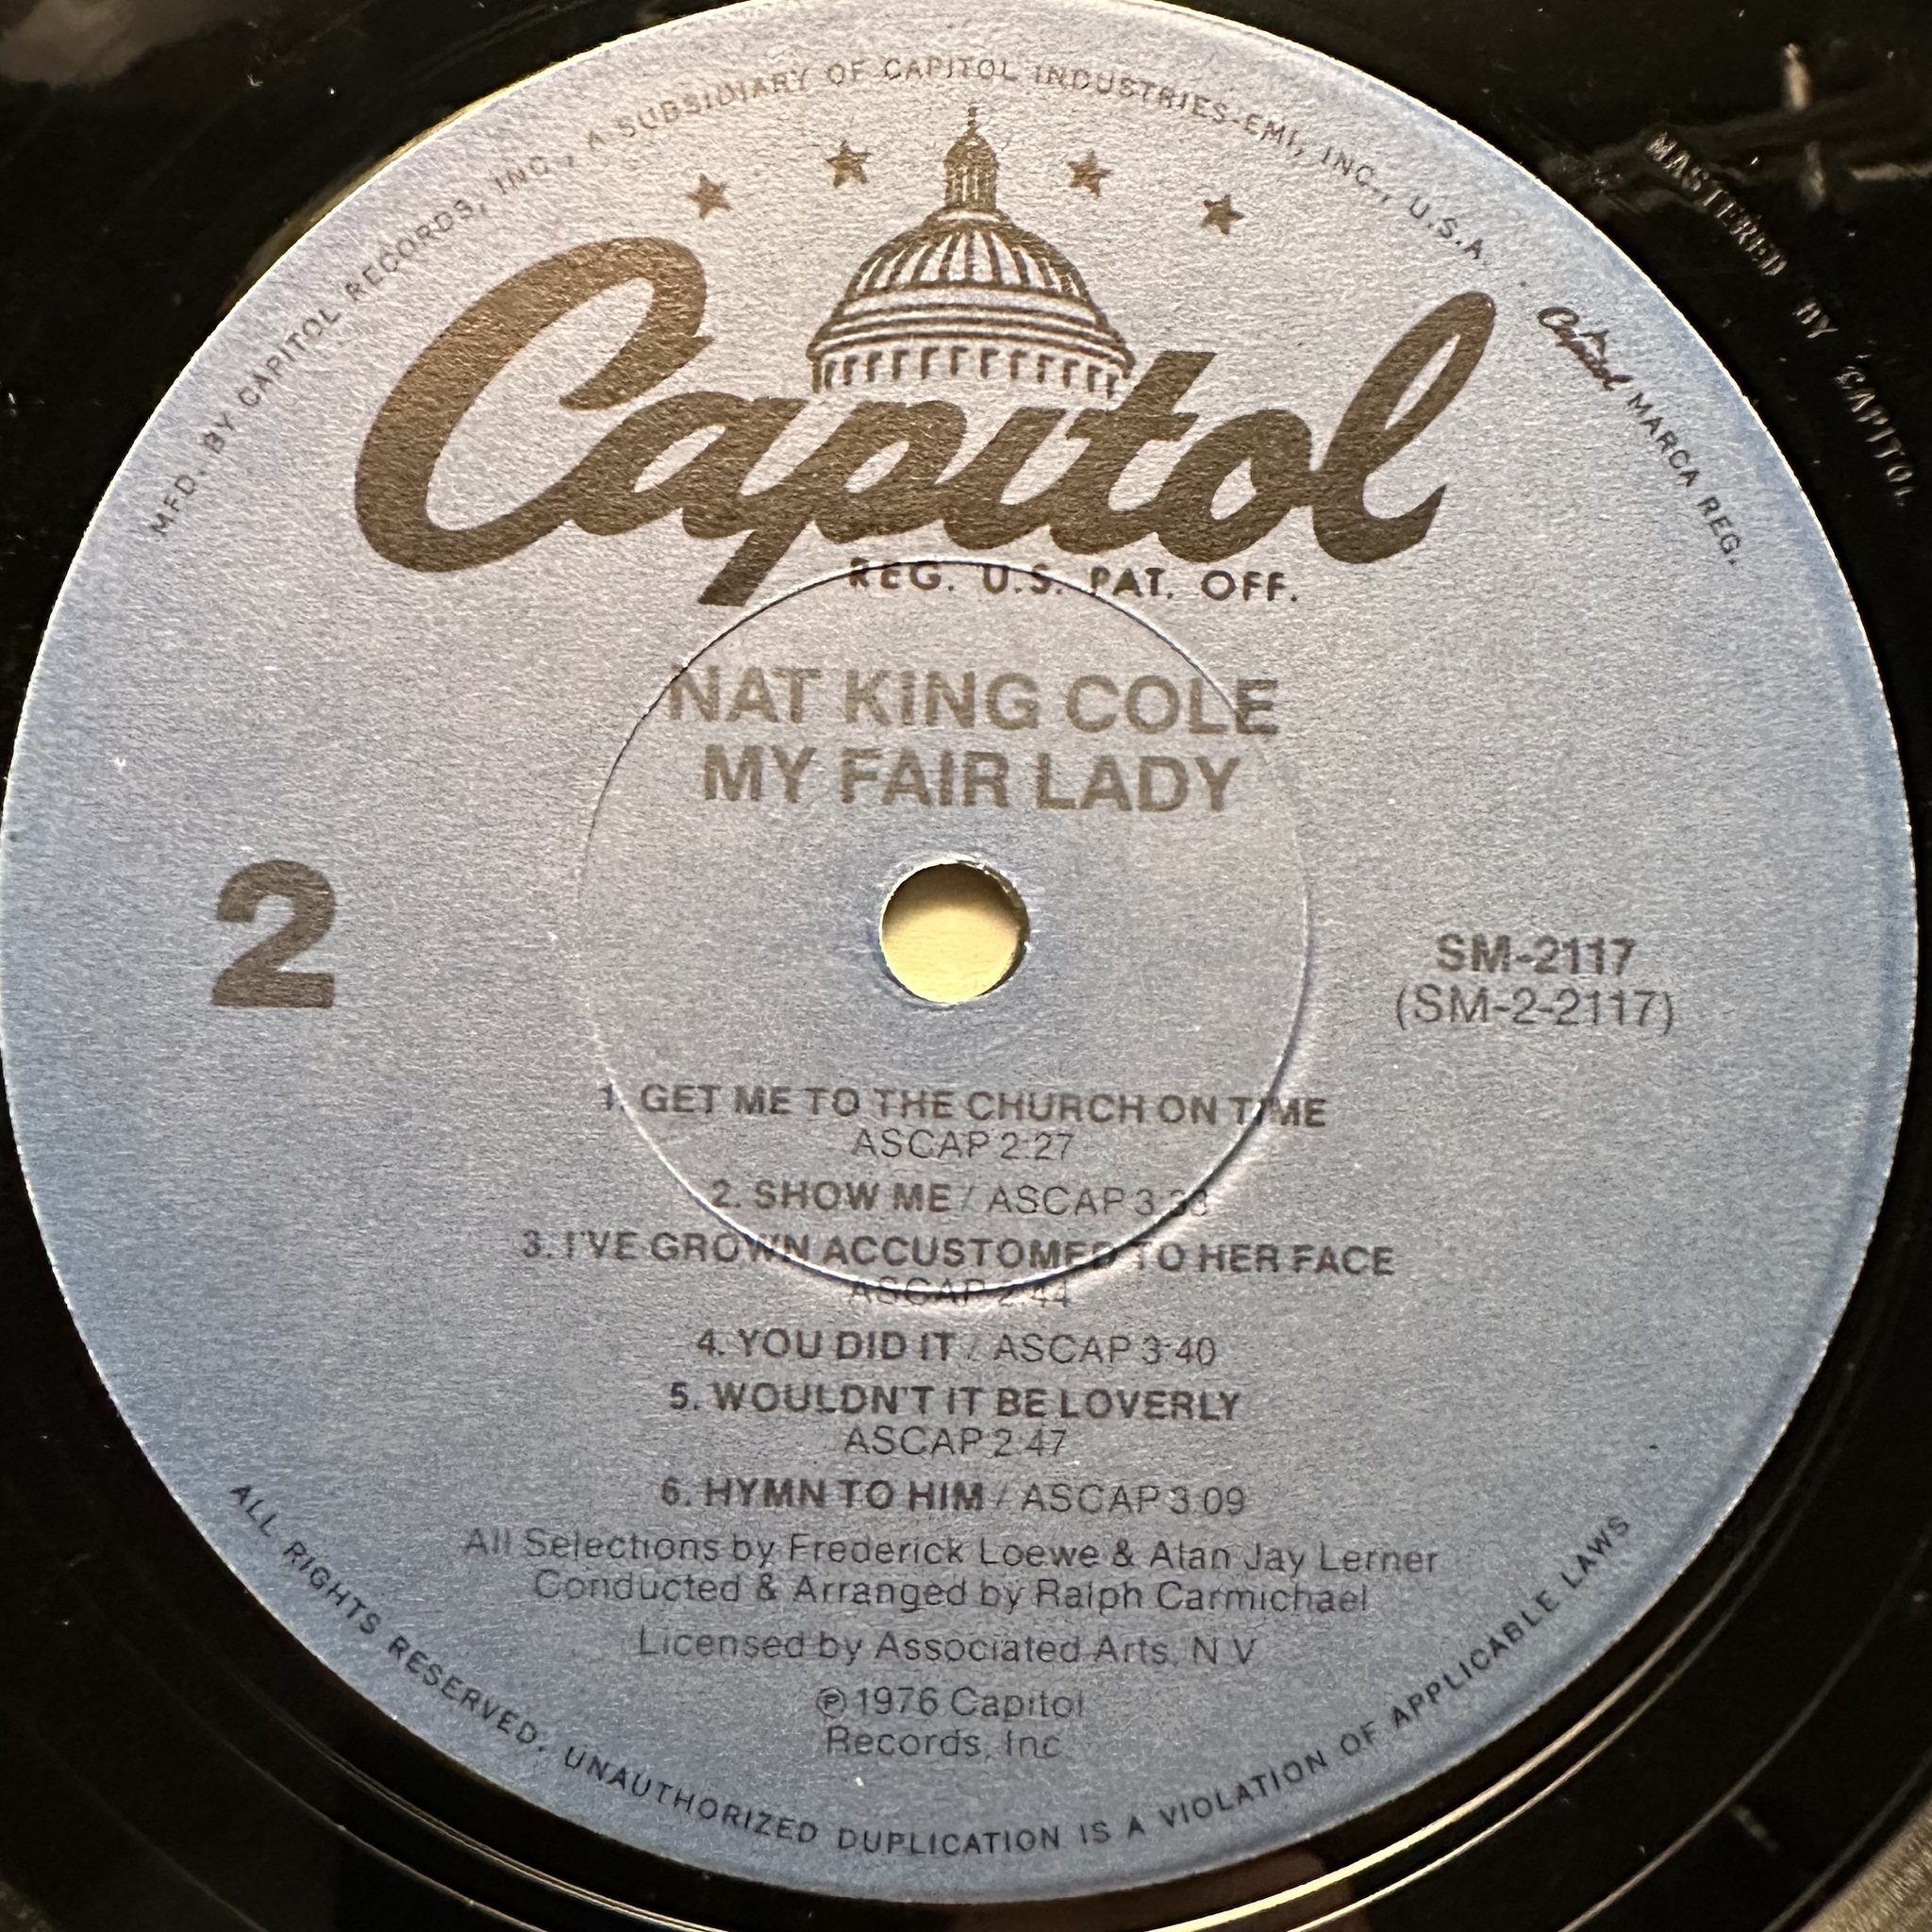 MFD. BY CAPITOL RECORDS, INC., A SUBSIDIARY OF CAPITOL INDUSTRIES-EMI, INC., U.S.A. . Capitol MARCA REG.
MASTERED BY CAPITOL
Capitol
REG. U.S. PAT. OFF.
NAT KING COLE
MY FAIR LADY
2
SM-2117
(SM-2-2117)
1. GET ME TO THE CHURCH ON TIME
ASCAP 2:27
2. SHOW ME / ASCAP
3. I'VE GROWN ACCUSTOMED TO HER FACE
ASCAP 2:44
4. YOU DID IT / ASCAP 3:40
5. WOULDN'T IT BE LOVERLY
ASCAP 2:47
6. HYMN TO HIM / ASCAP 3:09
All Selections by Frederick Loewe & Alan Jay Lerner
Conducted & Arranged by Ralph Carmichael
Licensed by Associated Arts, N.V.
℗ 1976 Capitol
Records, Inc.
ALL RIGHTS RESERVED. UNAUTHORIZED DUPLICATION IS A VIOLATION OF APPLICABLE LAWS